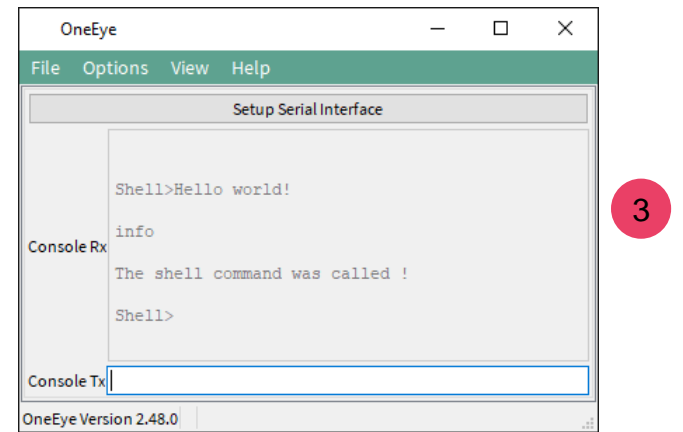 OneEye
File Options View Help
Setup Serial Interface
Shell>Hello world!
info
Console Rx
The shell command was called !
Shell>
Console Tx
OneEye Version 2.48.0
3